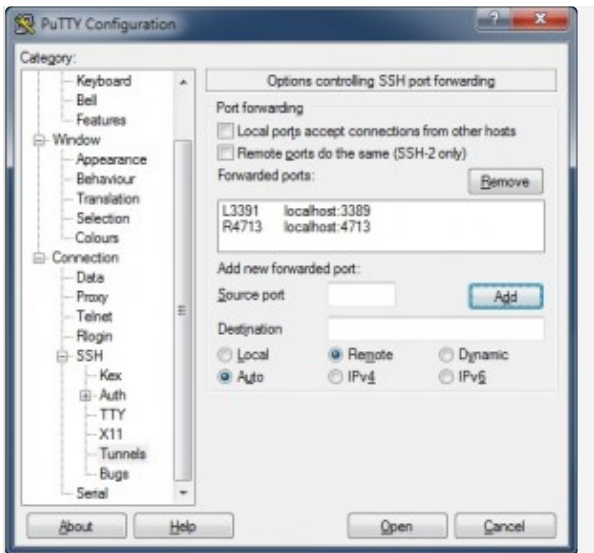 PuTTY Configuration
Category:
Keyboard
Bell
Features
Window
Appearance
Behaviour
Translation
Selection
Colours
Connection
Data
Proxy
Telnet
Rlogin
SSH
Kex
Auth
TTY
X11
Tunnels
Bugs
Serial
Options controlling SSH port forwarding
Port forwarding
Local ports accept connections from other hosts
Remote ports do the same (SSH-2 only)
Forwarded ports:
Remove
L3391 localhost:3389
R4713 localhost:4713
Add new forwarded port:
Source port
Add
Destination
Local Remote Dynamic
Auto IPv4 IPv6
About Help Open Cancel